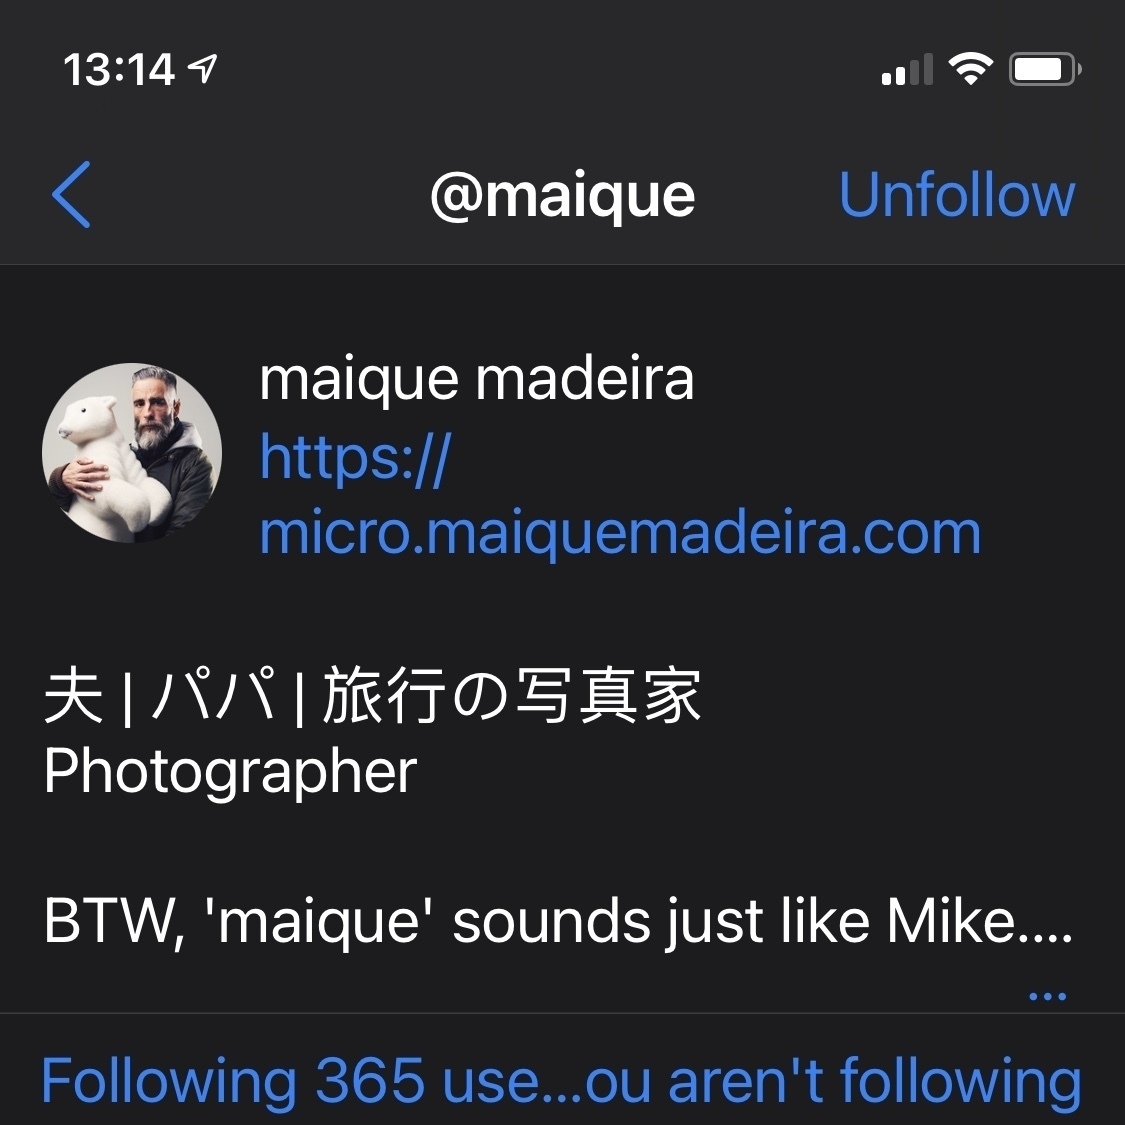 13:14
@maique
Unfollow
maique madeira
https://
micro.maiquemadeira.com
夫 | パパ | 旅行の写真家
Photographer
BTW, 'maique' sounds just like Mike....
...
Following 365 use...ou aren't following